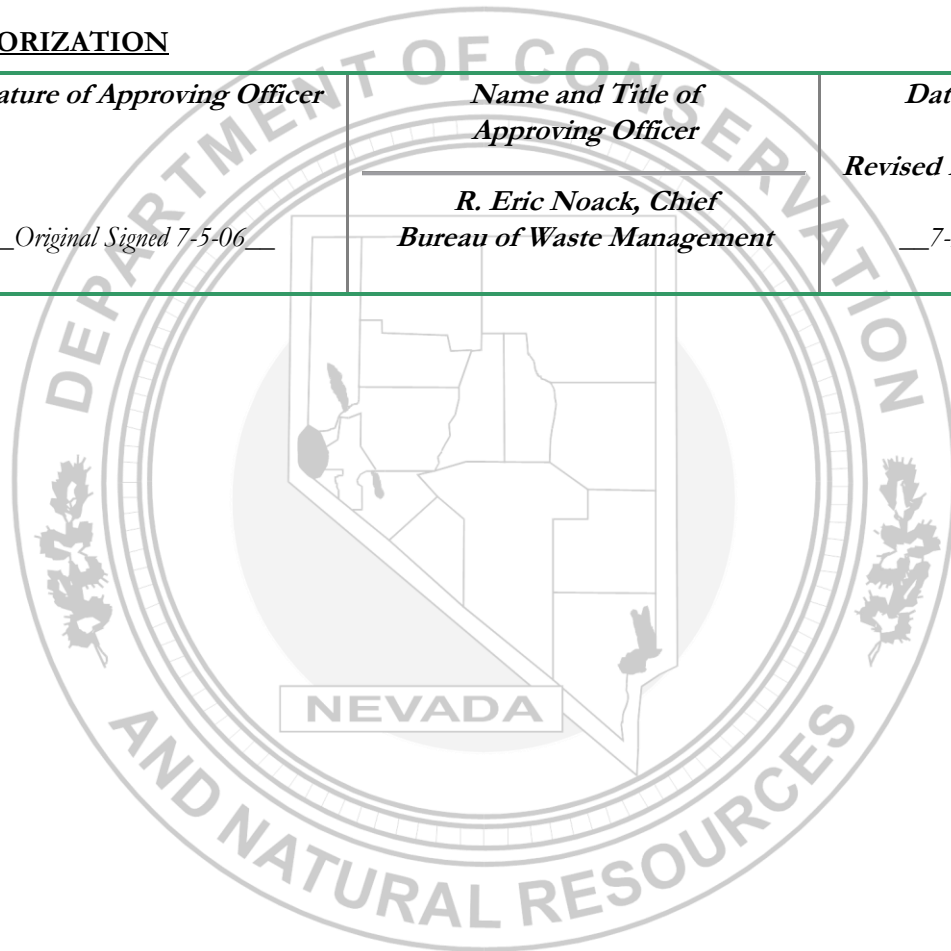 ORIZATION
ature of Approving Officer
_Original Signed 7-5-06__
Name and Title of
Approving Officer
R. Eric Noack, Chief
Bureau of Waste Management
Dat
Revised
__7-
DEPARTMENT OF CONSERVATION
NEVADA
AND NATURAL RESOURCES